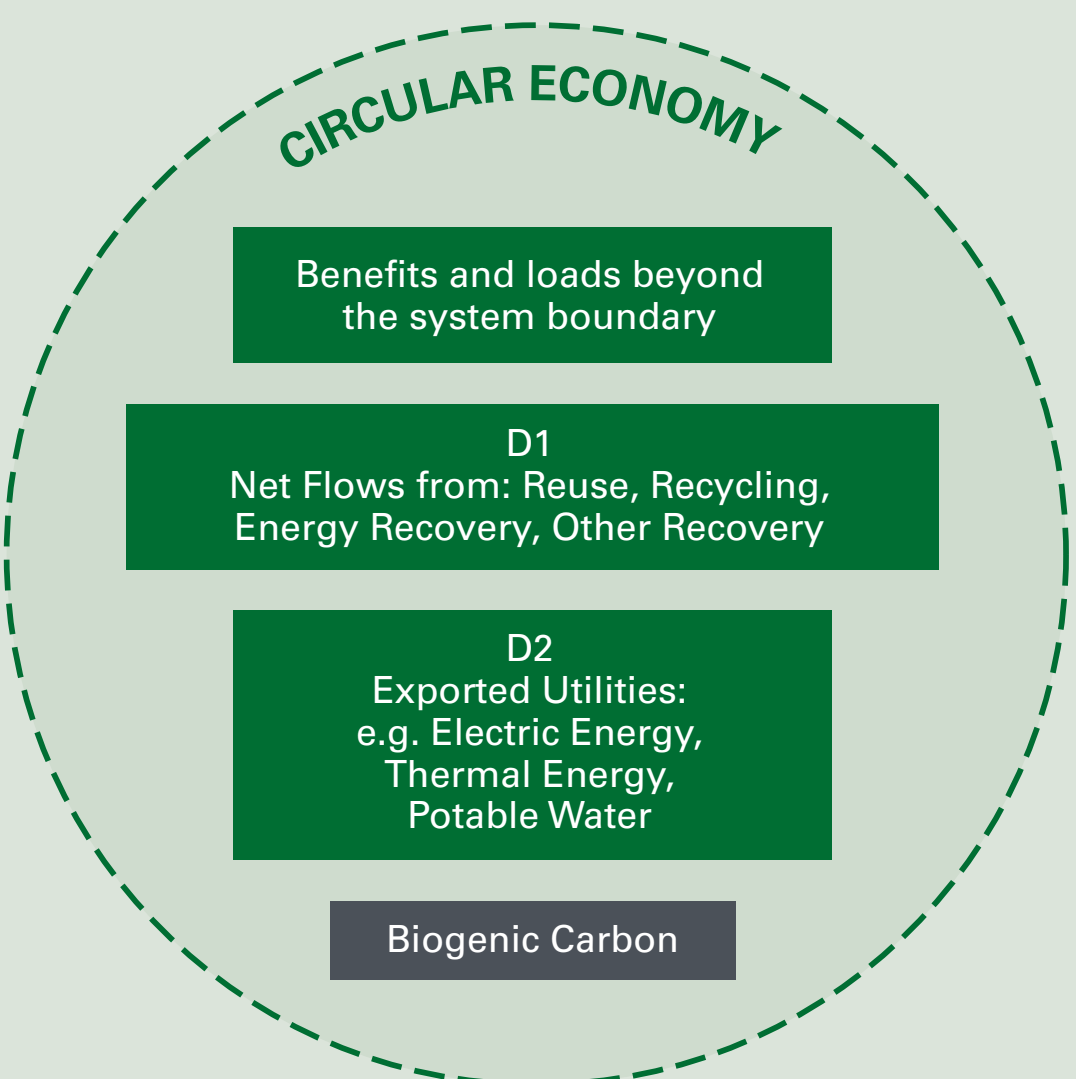 CIRCULAR ECONOMY
Benefits and loads beyond
the system boundary
D1
Net Flows from: Reuse, Recycling,
Energy Recovery, Other Recovery
D2
Exported Utilities:
e.g. Electric Energy,
Thermal Energy,
Potable Water
Biogenic Carbon